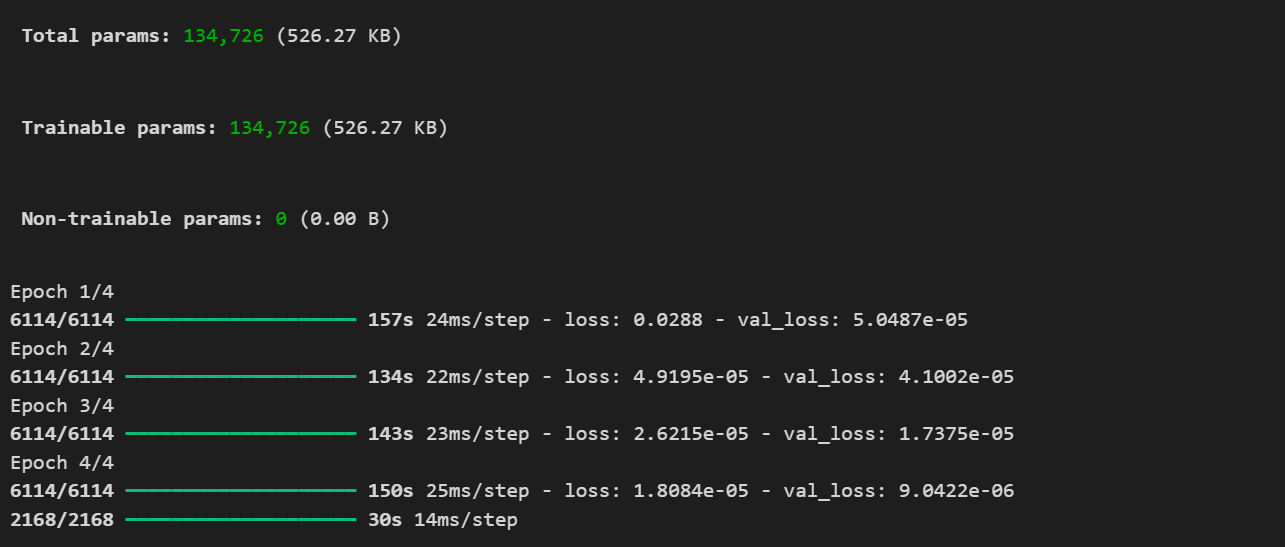 Total params: 134,726 (526.27 KB)
Trainable params: 134,726 (526.27 KB)
Non-trainable params: 0 (0.00 B)
Epoch 1/4
6114/6114 ━━━━━━━━━━━━━━━━━━━━ 157s 24ms/step - loss: 0.0288 - val_loss: 5.0487e-05
Epoch 2/4
6114/6114 ━━━━━━━━━━━━━━━━━━━━ 134s 22ms/step - loss: 4.9195e-05 - val_loss: 4.1002e-05
Epoch 3/4
6114/6114 ━━━━━━━━━━━━━━━━━━━━ 143s 23ms/step - loss: 2.6215e-05 - val_loss: 1.7375e-05
Epoch 4/4
6114/6114 ━━━━━━━━━━━━━━━━━━━━ 150s 25ms/step - loss: 1.8084e-05 - val_loss: 9.0422e-06
2168/2168 ━━━━━━━━━━━━━━━━━━━━ 30s 14ms/step